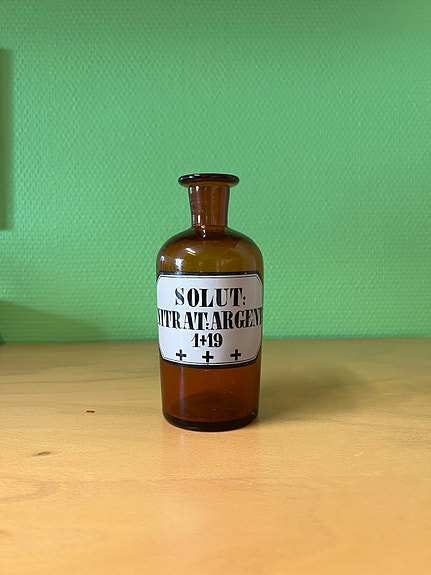 SOLUT:
NITRAT:ARGENT
1+19
+ + +